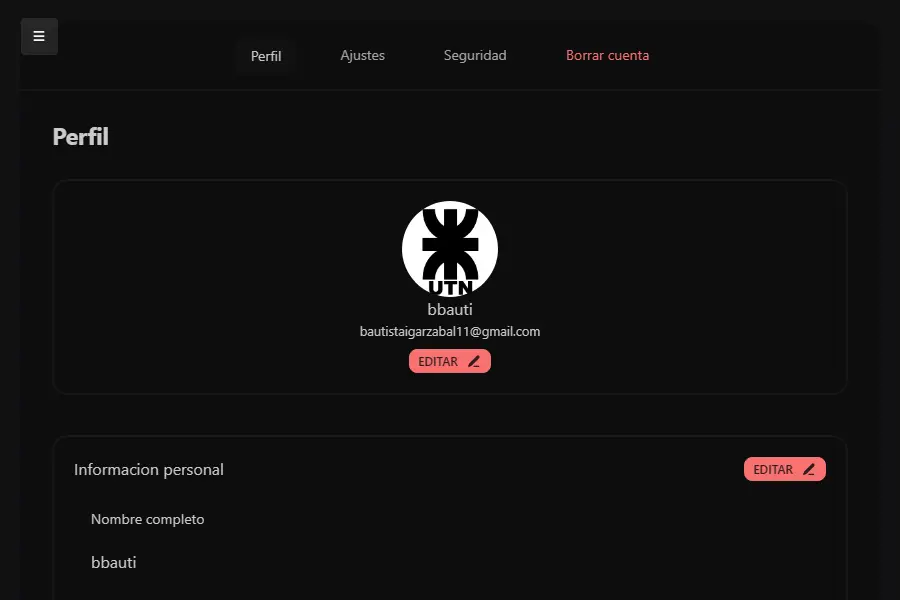 Perfil
Ajustes
Seguridad
Borrar cuenta
Perfil
UTN
bbauti
bautistaigarzabal11@gmail.com
EDITAR
Informacion personal
EDITAR
Nombre completo
bbauti